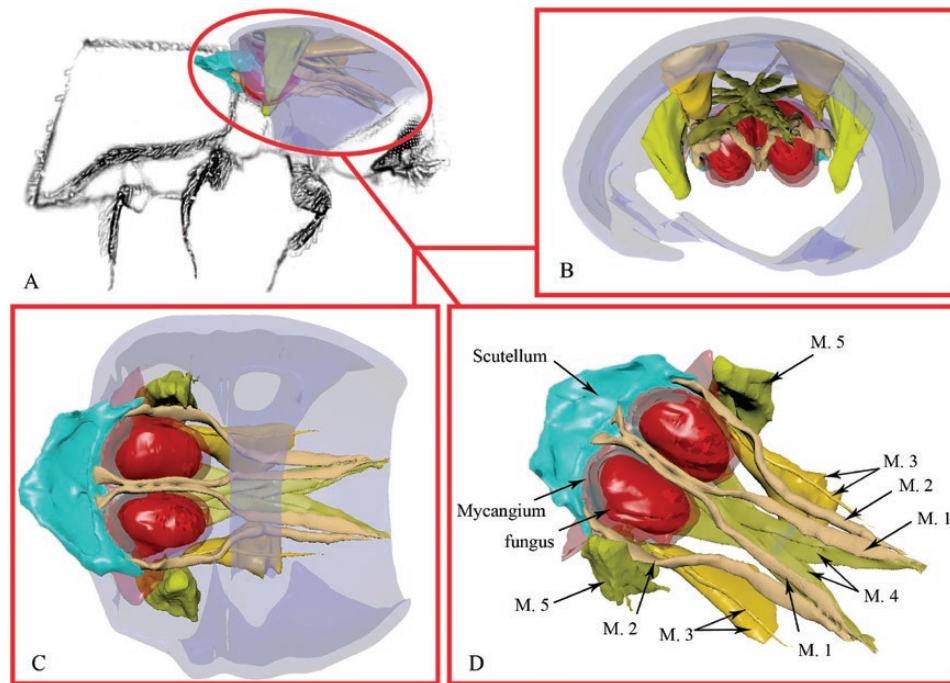 A
B
C
Scutellum
M. 5
M. 3
M. 2
Mycangium
M. 1
fungus
M. 4
M. 5
M. 2
M. 3
M. 1
D